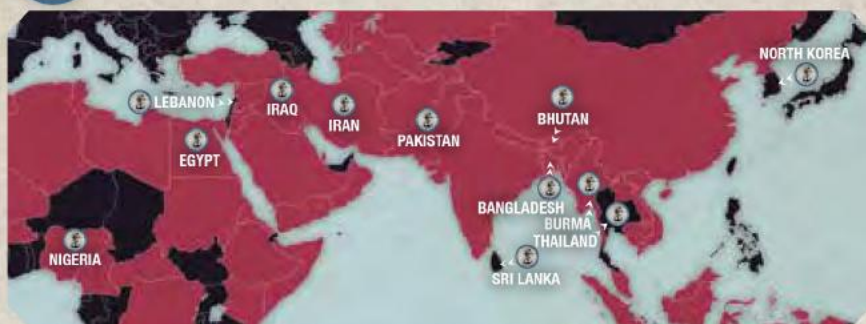 NORTH KOREA
LEBANON
IRAQ
IRAN
BHUTAN
EGYPT
PAKISTAN
BANGLADESH
BURMA
THAILAND
NIGERIA
SRI LANKA